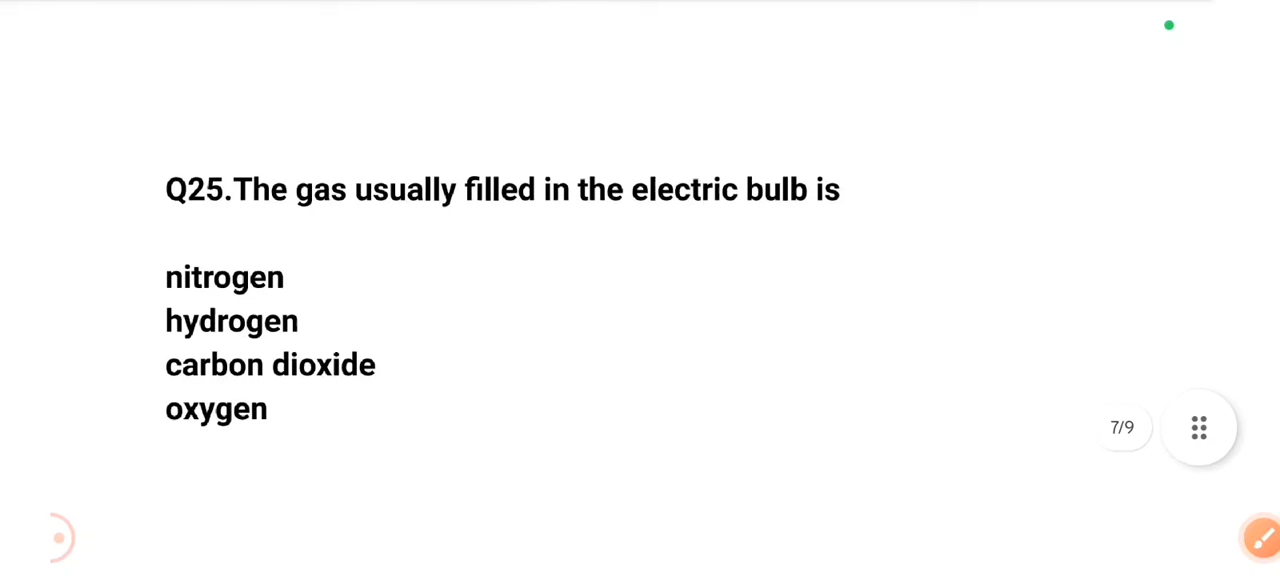 Q25.The gas usually filled in the electric bulb is
nitrogen
hydrogen
carbon dioxide
oxygen
7/9